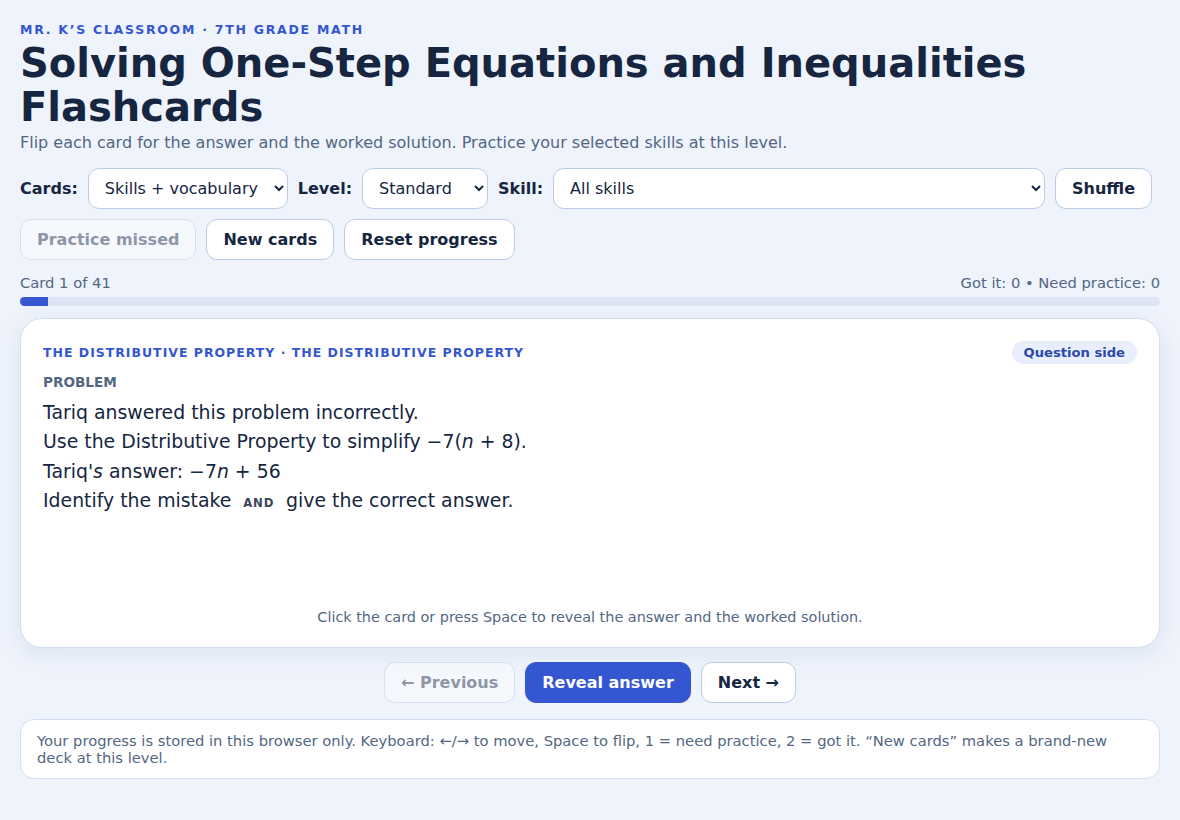 MR. K’S CLASSROOM · 7TH GRADE MATH
Solving One-Step Equations and Inequalities
Flashcards
Flip each card for the answer and the worked solution. Practice your selected skills at this level.
Cards: Skills + vocabulary Level: Standard Skill: All skills Shuffle
Practice missed New cards Reset progress
Card 1 of 41 Got it: 0 • Need practice: 0
THE DISTRIBUTIVE PROPERTY · THE DISTRIBUTIVE PROPERTY Question side
PROBLEM
Tariq answered this problem incorrectly.
Use the Distributive Property to simplify −7(n + 8).
Tariq's answer: −7n + 56
Identify the mistake AND give the correct answer.
Click the card or press Space to reveal the answer and the worked solution.
← Previous Reveal answer Next →
Your progress is stored in this browser only. Keyboard: ←/→ to move, Space to flip, 1 = need practice, 2 = got it. “New cards” makes a brand-new
deck at this level.